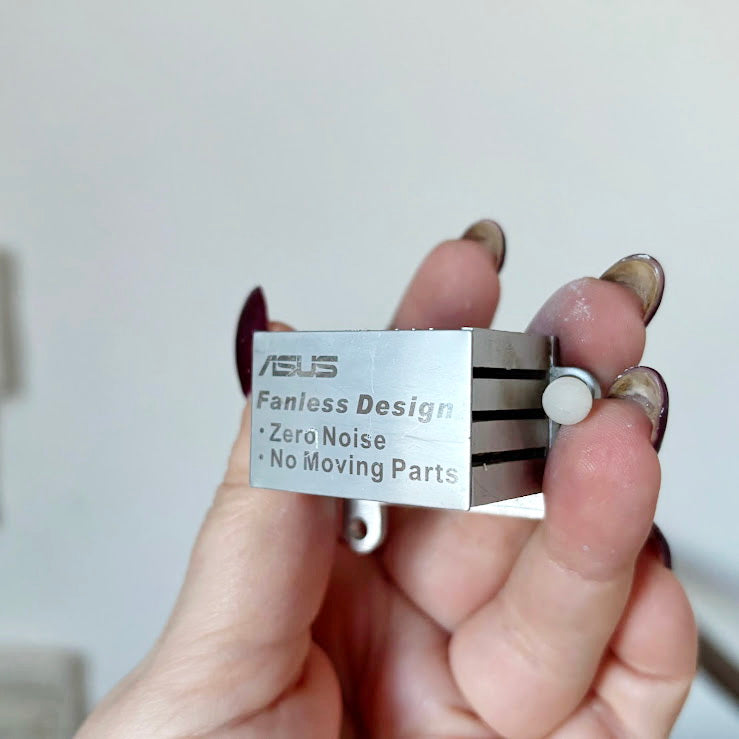 ASUS
Fanless Design
· Zero Noise
· No Moving Parts